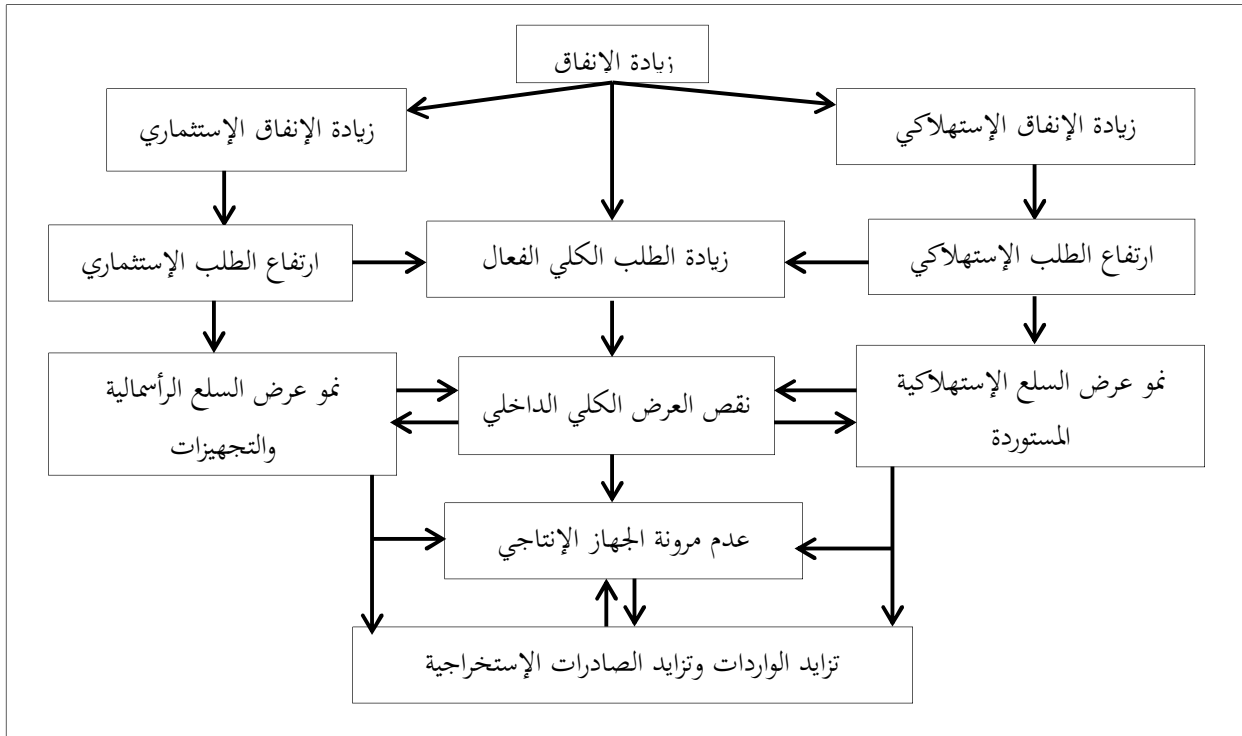 زيادة الإنفاق
زيادة الإنفاق الإستهلاكي
زيادة الإنفاق الإستثماري
ارتفاع الطلب الإستهلاكي
زيادة الطلب الكلي الفعال
ارتفاع الطلب الإستثماري
نمو عرض السلع الإستهلاكية
المستوردة
نقص العرض الكلي الداخلي
نمو عرض السلع الرأسمالية
والتجهيزات
عدم مرونة الجهاز الإنتاجي
تزايد الواردات وتزايد الصادرات الإستخراجية